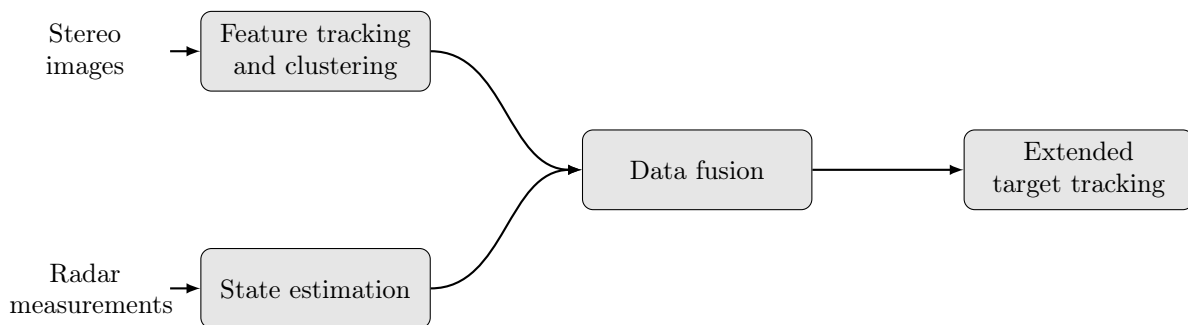 Stereo
images
Feature tracking
and clustering
Data fusion
Extended
target tracking
Radar
measurements
State estimation